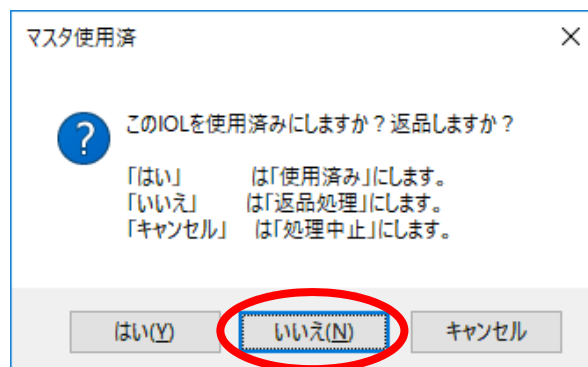 マスタ使用済
このIOLを使用済みにしますか？返品しますか？
「はい」 は「使用済み」にします。
「いいえ」 は「返品処理」にします。
「キャンセル」 は「処理中止」にします。
はい(Y) いいえ(N) キャンセル